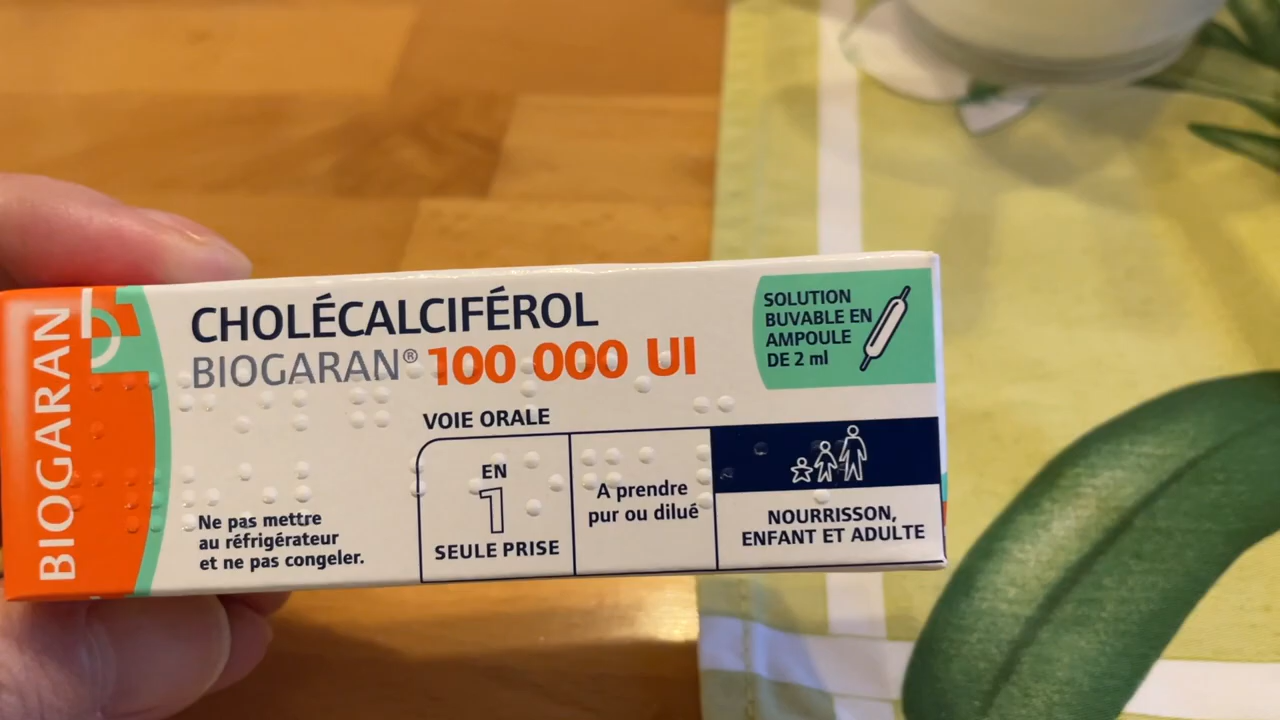 BIOGARAN
CHOLÉCALCIFÉROL
BIOGARAN® 100 000 UI
SOLUTION
BUVABLE EN
AMPOULE
DE 2 ml
VOIE ORALE
EN
1
SEULE PRISE
A prendre
pur ou dilué
NOURRISSON,
ENFANT ET ADULTE
Ne pas mettre
au réfrigérateur
et ne pas congeler.